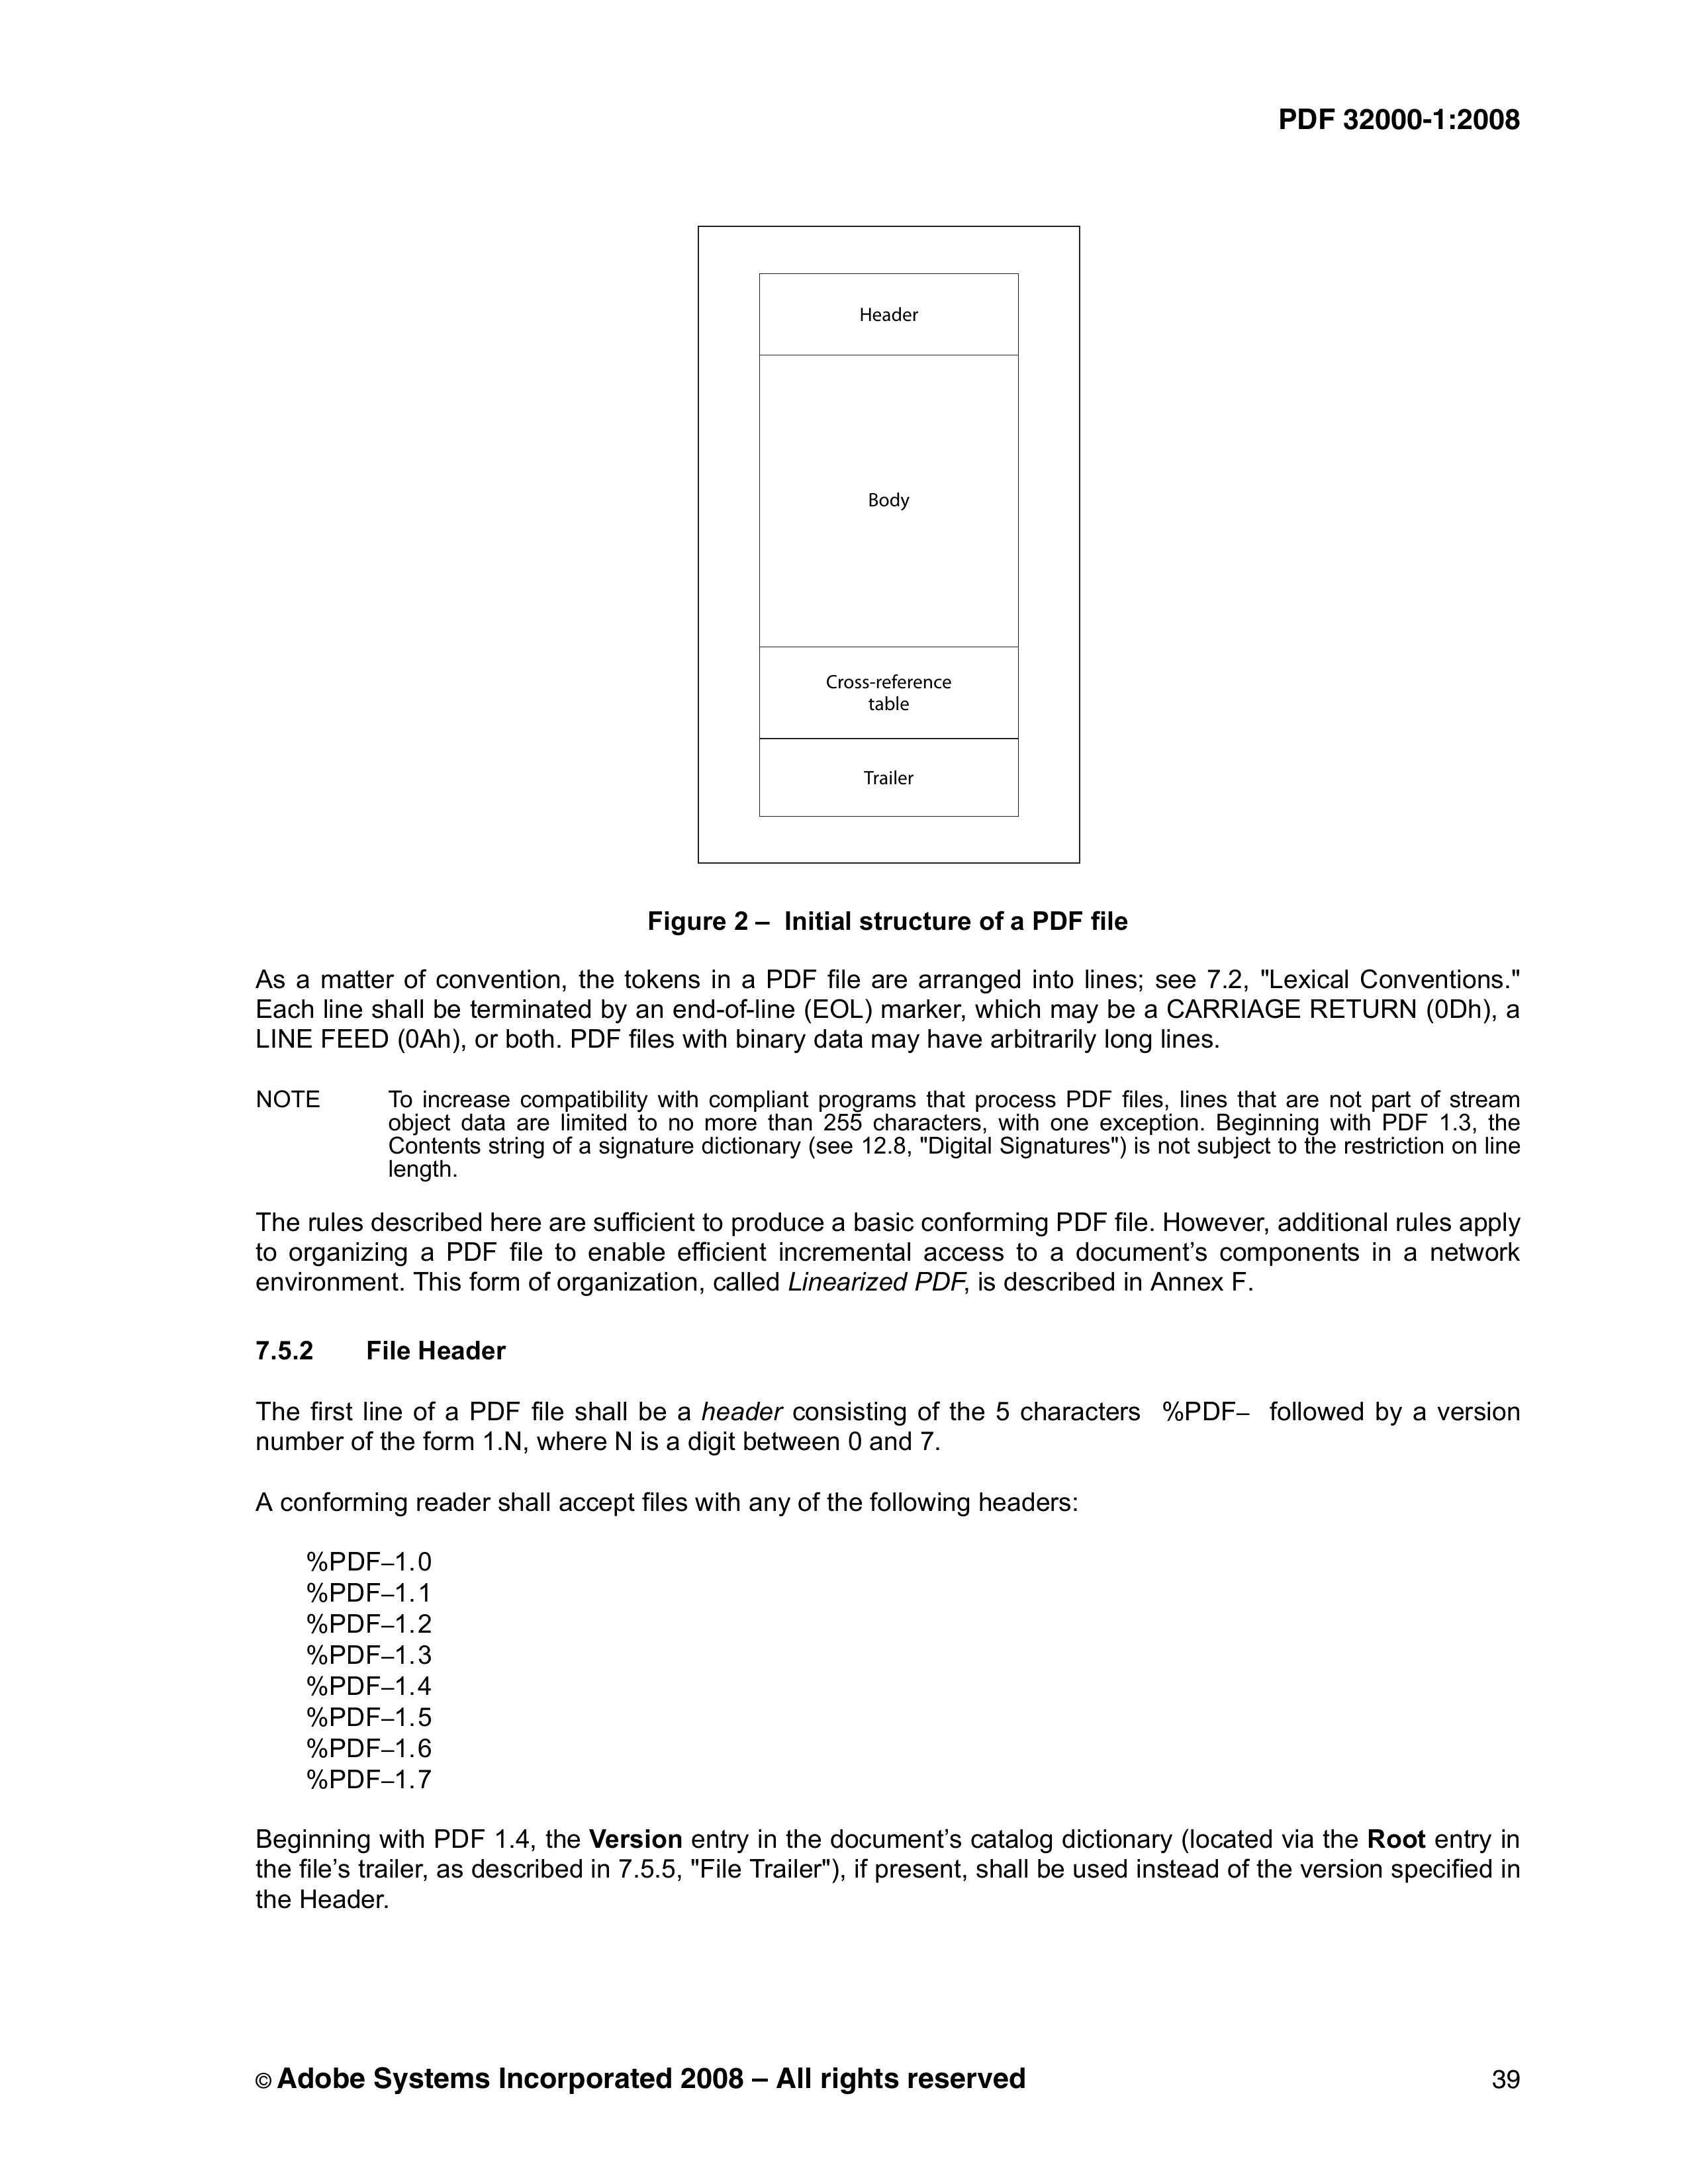 PDF 32000-1:2008
Header
Body
Cross-reference
table
Trailer
Figure 2 –  Initial structure of a PDF file
As a matter of convention, the tokens in a PDF file are arranged into lines; see 7.2, "Lexical Conventions."
Each line shall be terminated by an end-of-line (EOL) marker, which may be a CARRIAGE RETURN (0Dh), a
LINE FEED (0Ah), or both. PDF files with binary data may have arbitrarily long lines.
NOTE To increase compatibility with compliant programs that process PDF files, lines that are not part of stream
object data are limited to no more than 255 characters, with one exception. Beginning with PDF 1.3, the
Contents string of a signature dictionary (see 12.8, "Digital Signatures") is not subject to the restriction on line
length.
The rules described here are sufficient to produce a basic conforming PDF file. However, additional rules apply
to organizing a PDF file to enable efficient incremental access to a document’s components in a network
environment. This form of organization, called Linearized PDF, is described in Annex F.
7.5.2 File Header
The first line of a PDF file shall be a header consisting of the 5 characters %PDF– followed by a version
number of the form 1.N, where N is a digit between 0 and 7.
A conforming reader shall accept files with any of the following headers:
%PDF–1.0
%PDF–1.1
%PDF–1.2
%PDF–1.3
%PDF–1.4
%PDF–1.5
%PDF–1.6
%PDF–1.7
Beginning with PDF 1.4, the Version entry in the document’s catalog dictionary (located via the Root entry in
the file’s trailer, as described in 7.5.5, "File Trailer"), if present, shall be used instead of the version specified in
the Header.
© Adobe Systems Incorporated 2008 – All rights reserved 39